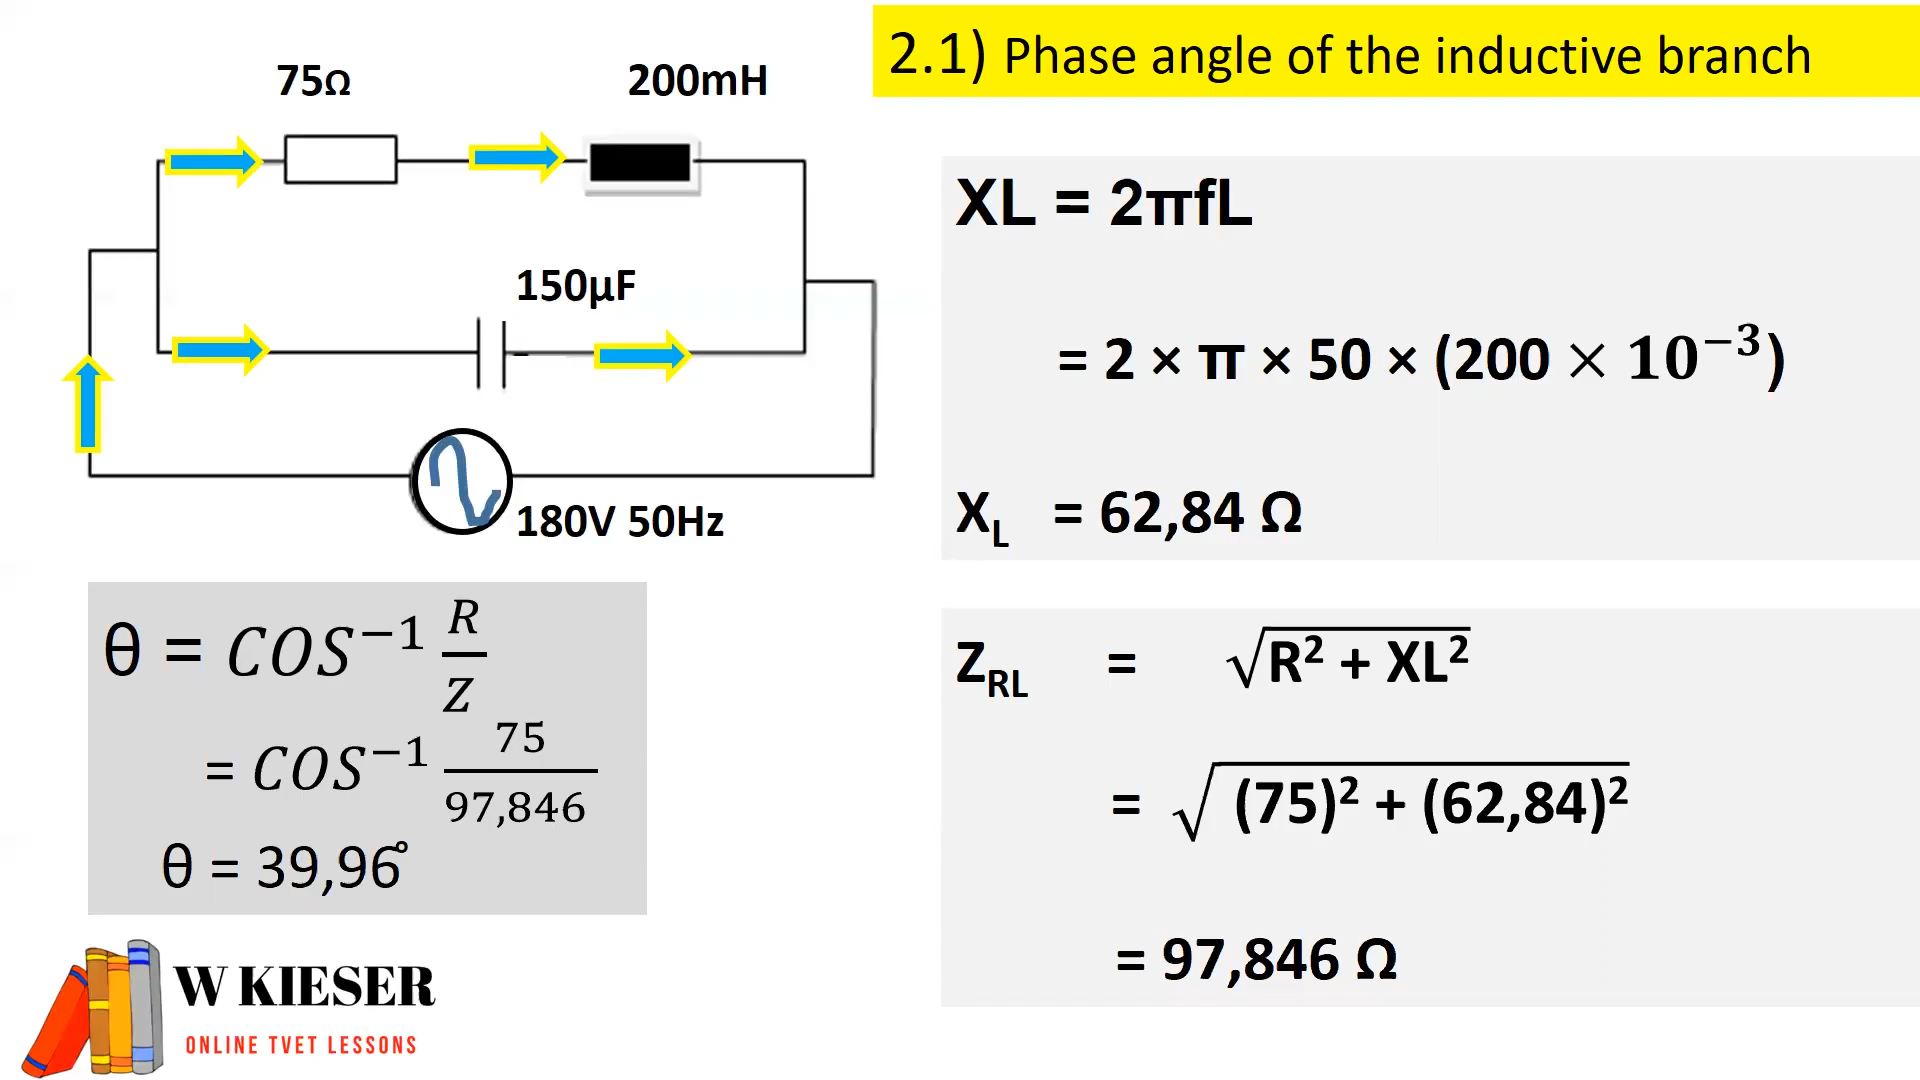 2.1) Phase angle of the inductive branch
75Ω
200mH
150µF
180V 50Hz
XL = 2πfL
= 2 × π × 50 × (200 × 10⁻³)
X_L = 62,84 Ω
θ = COS⁻¹ R/Z
= COS⁻¹ 75/97,846
θ = 39,96°
Z_RL = √R² + XL²
= √(75)² + (62,84)²
= 97,846 Ω
W KIESER
ONLINE TVET LESSONS